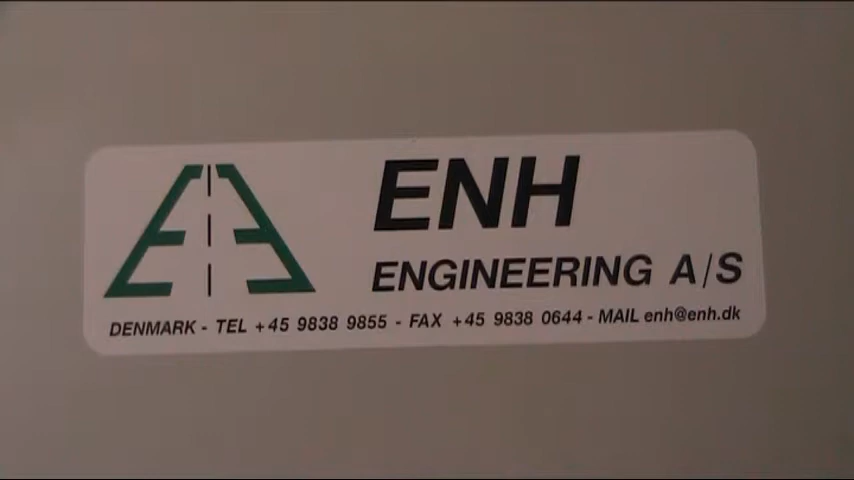 ENH
ENGINEERING A/S
DENMARK - TEL +45 9838 9855 - FAX +45 9838 0644 - MAIL enh@enh.dk